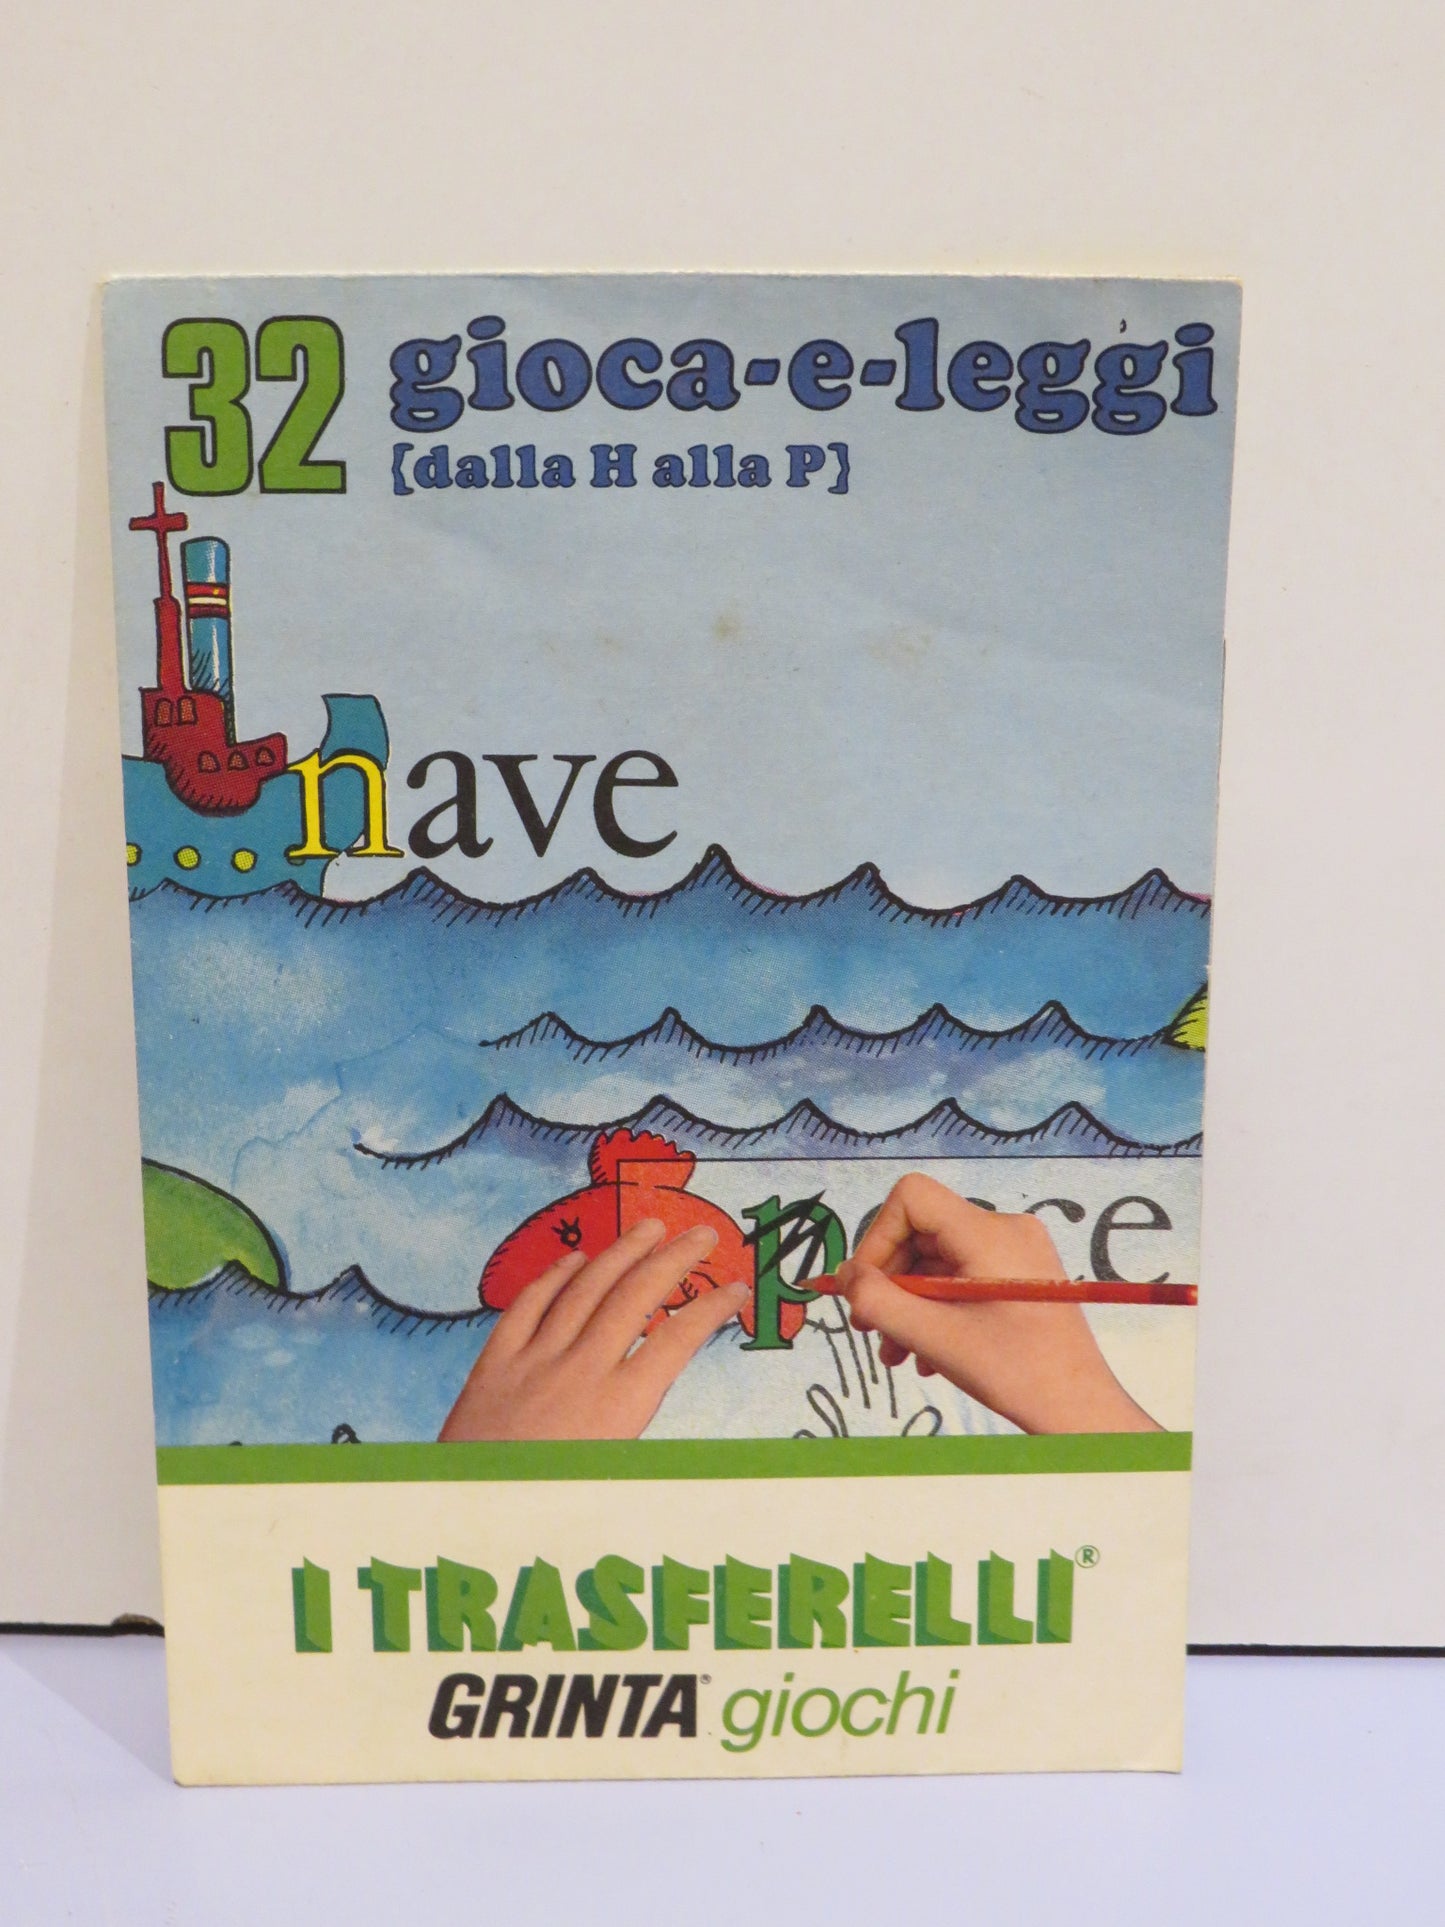 32 gioca-e-leggi
[dalla H alla P]
nave
p
I TRASFERELLI®
GRINTA® giochi